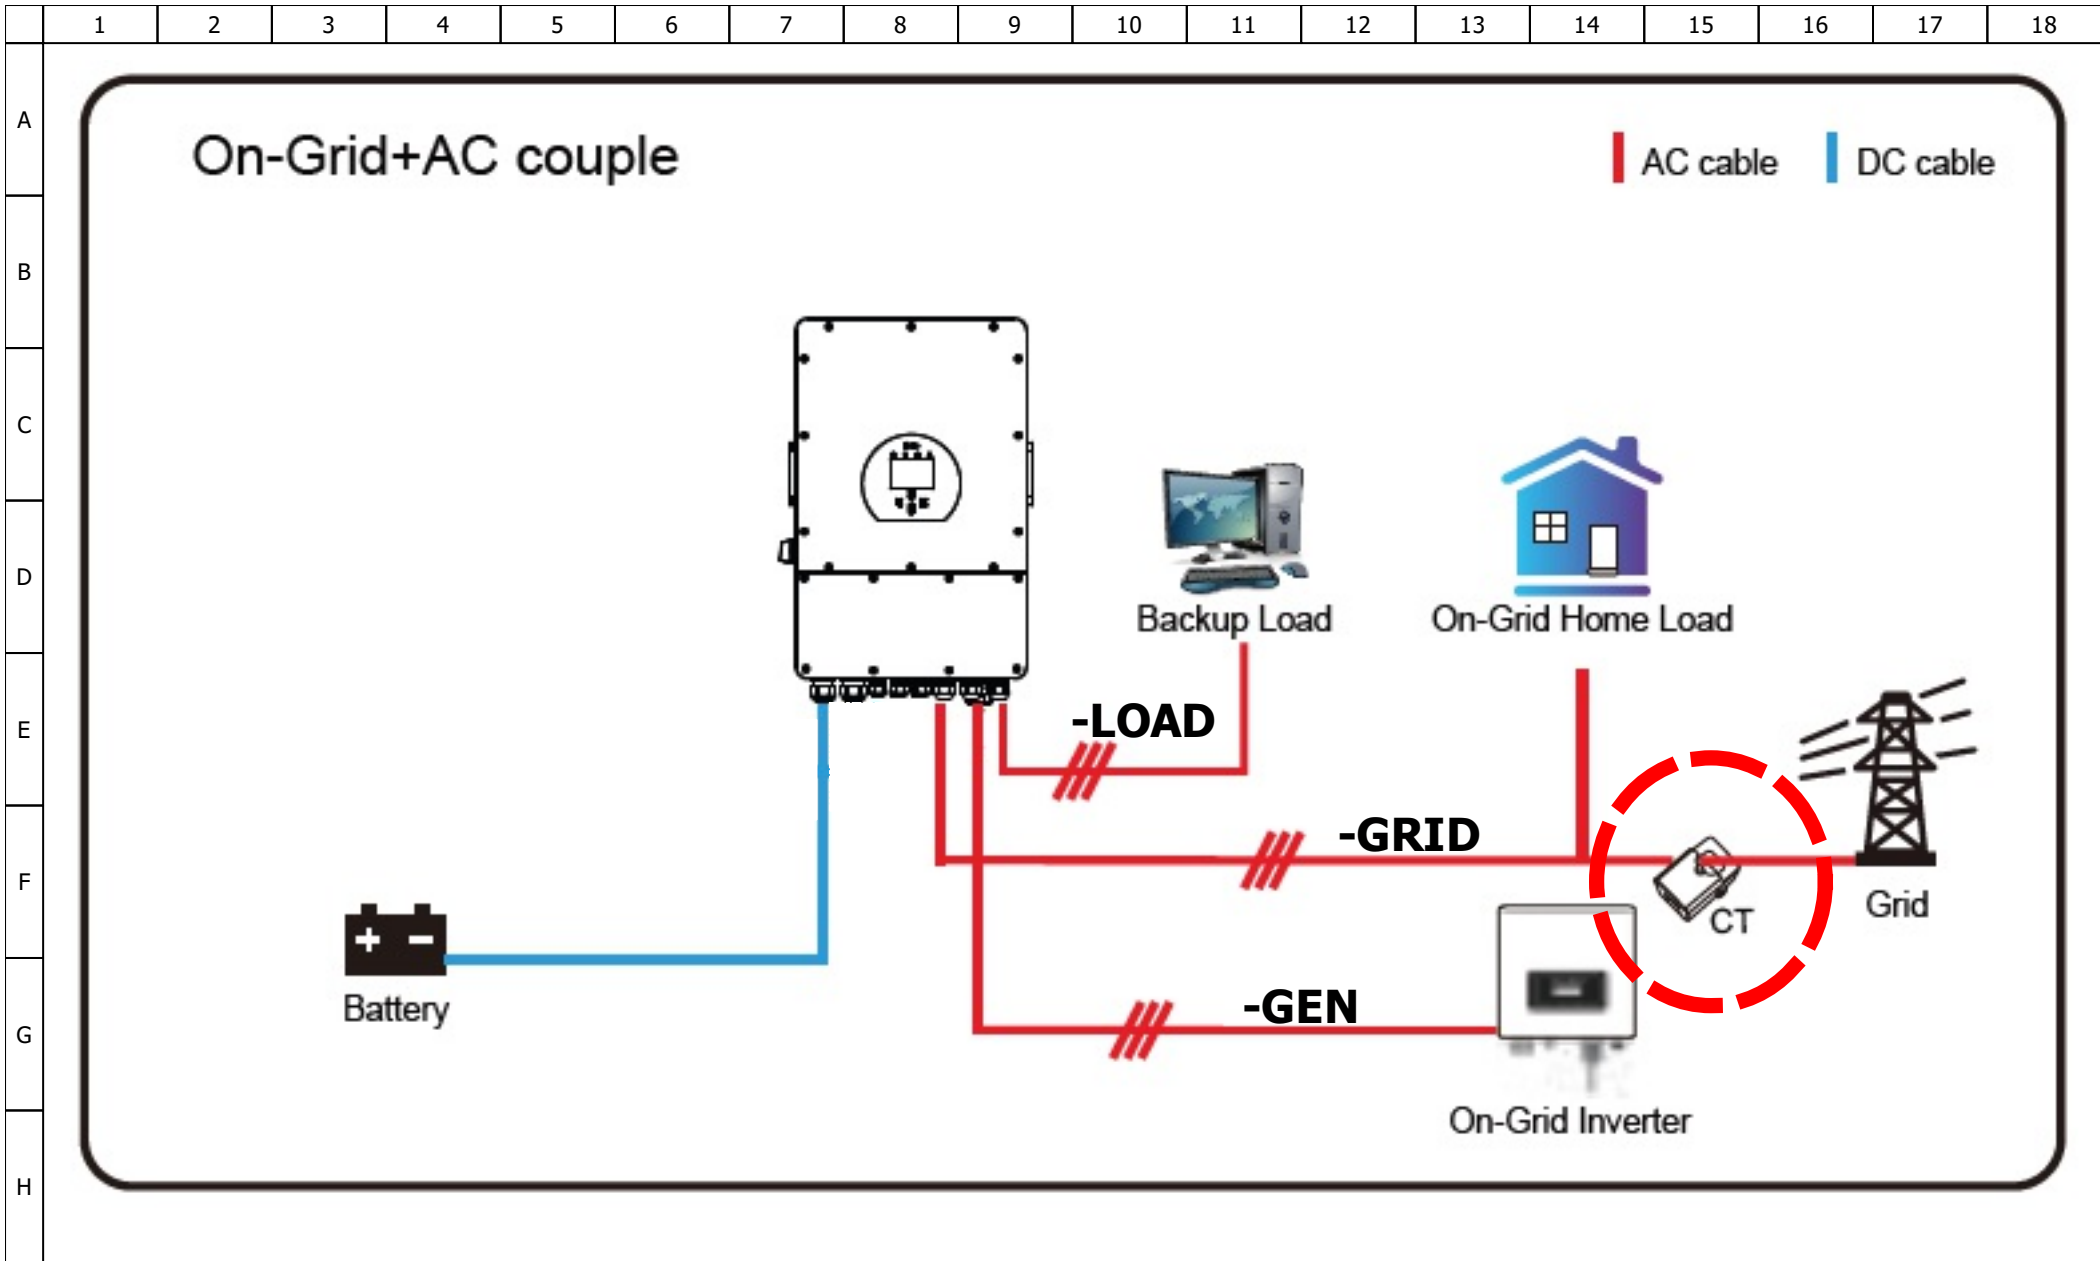 1 2 3 4 5 6 7 8 9 10 11 12 13 14 15 16 17 18
A
On-Grid+AC couple
AC cable
DC cable
B
C
D
Backup Load
On-Grid Home Load
E
-LOAD
-GRID
F
CT
Grid
Battery
-GEN
G
On-Grid Inverter
H